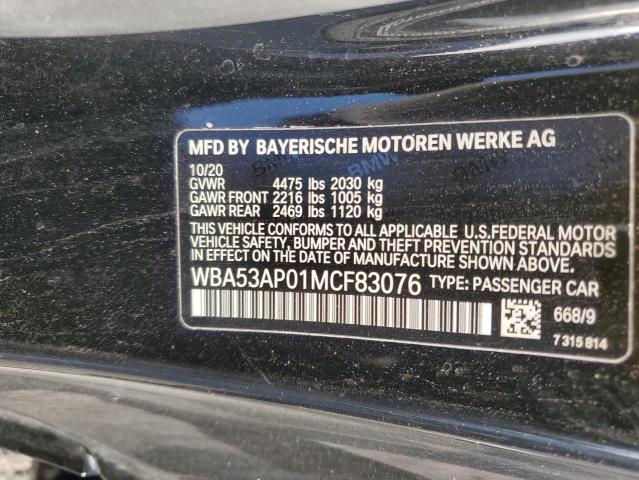 MFD BY BAYERISCHE MOTOREN WERKE AG
10/20
GVWR 4475 lbs 2030 kg
GAWR FRONT 2216 lbs 1005 kg
GAWR REAR 2469 lbs 1120 kg
THIS VEHICLE CONFORMS TO ALL APPLICABLE U.S.FEDERAL MOTOR
VEHICLE SAFETY, BUMPER AND THEFT PREVENTION STANDARDS
IN EFFECT ON THE DATE OF MANUFACTURE SHOWN ABOVE.
WBA53AP01MCF83076 TYPE: PASSENGER CAR
668/9
7 315 814
BMW